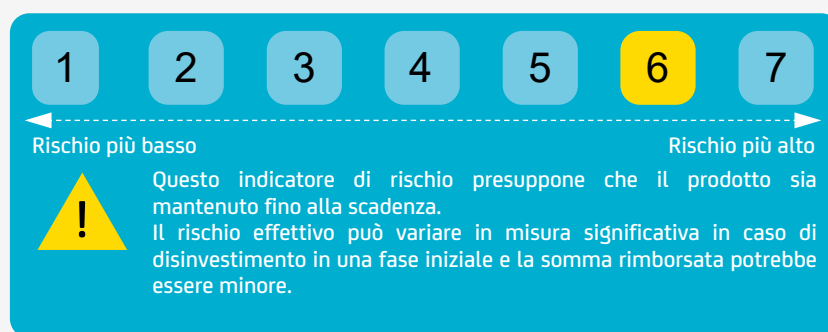 1 2 3 4 5 6 7
Rischio più basso Rischio più alto
Questo indicatore di rischio presuppone che il prodotto sia
mantenuto fino alla scadenza.
Il rischio effettivo può variare in misura significativa in caso di
disinvestimento in una fase iniziale e la somma rimborsata potrebbe
essere minore.
!